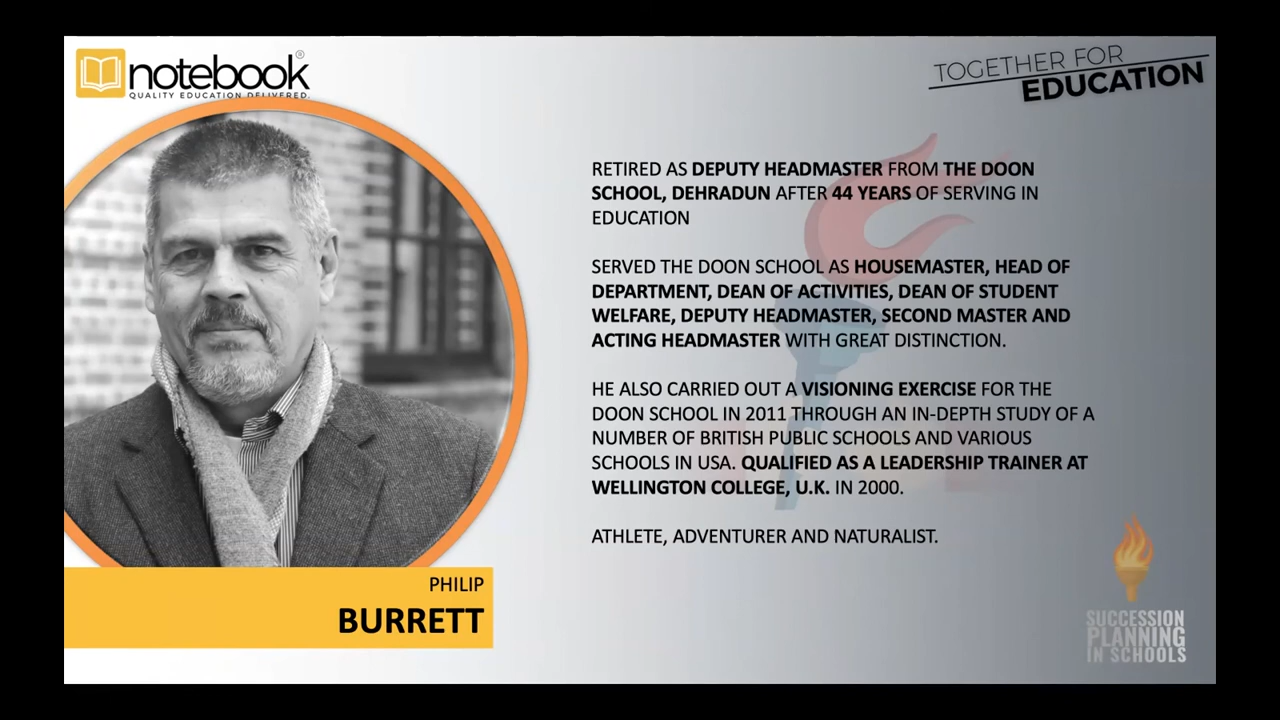 notebook®
QUALITY EDUCATION DELIVERED.
TOGETHER FOR
EDUCATION
RETIRED AS DEPUTY HEADMASTER FROM THE DOON
SCHOOL, DEHRADUN AFTER 44 YEARS OF SERVING IN
EDUCATION
SERVED THE DOON SCHOOL AS HOUSEMASTER, HEAD OF
DEPARTMENT, DEAN OF ACTIVITIES, DEAN OF STUDENT
WELFARE, DEPUTY HEADMASTER, SECOND MASTER AND
ACTING HEADMASTER WITH GREAT DISTINCTION.
HE ALSO CARRIED OUT A VISIONING EXERCISE FOR THE
DOON SCHOOL IN 2011 THROUGH AN IN-DEPTH STUDY OF A
NUMBER OF BRITISH PUBLIC SCHOOLS AND VARIOUS
SCHOOLS IN USA. QUALIFIED AS A LEADERSHIP TRAINER AT
WELLINGTON COLLEGE, U.K. IN 2000.
ATHLETE, ADVENTURER AND NATURALIST.
PHILIP
BURRETT
SUCCESSION
PLANNING
IN SCHOOLS